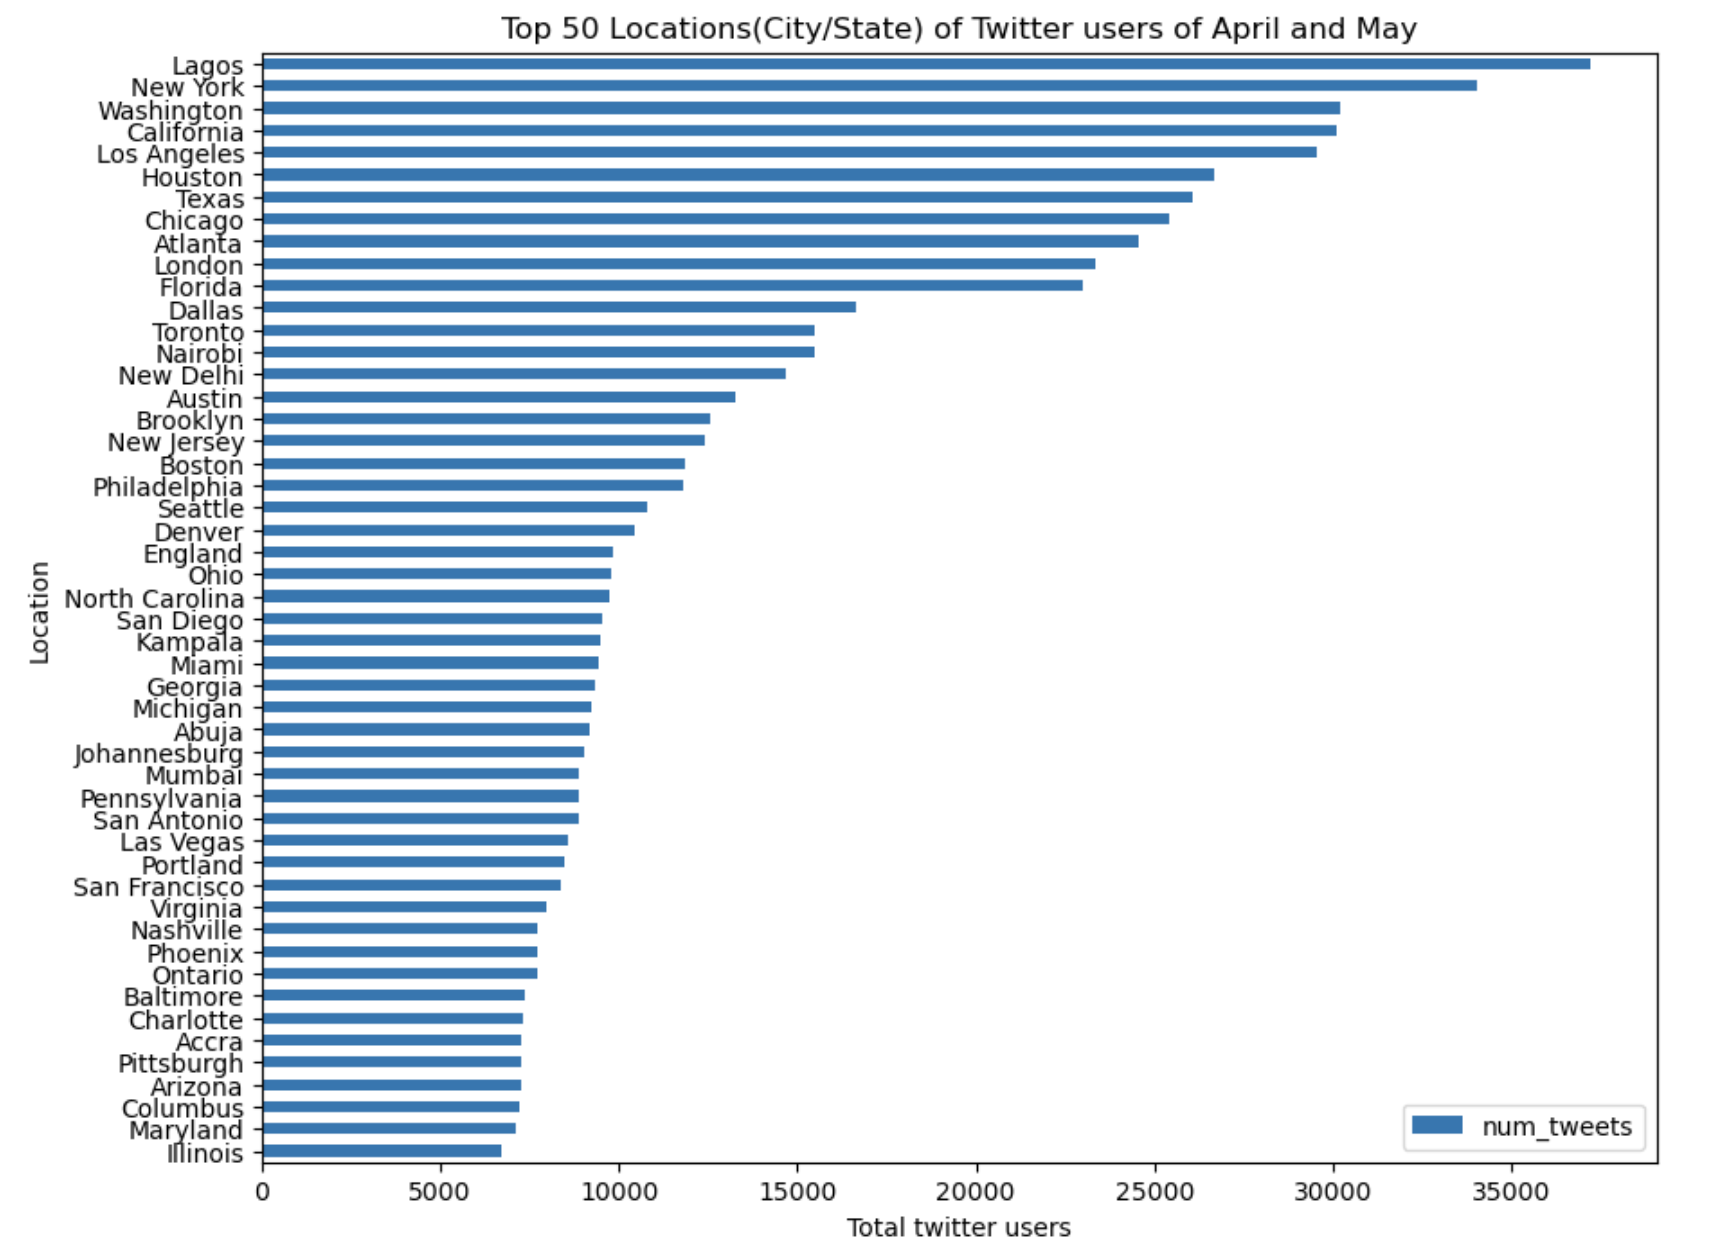 Top 50 Locations(City/State) of Twitter users of April and May
Lagos
New York
Washington
California
Los Angeles
Houston
Texas
Chicago
Atlanta
London
Florida
Dallas
Toronto
Nairobi
New Delhi
Austin
Brooklyn
New Jersey
Boston
Philadelphia
Seattle
Denver
England
Ohio
North Carolina
San Diego
Kampala
Miami
Georgia
Michigan
Abuja
Johannesburg
Mumbai
Pennsylvania
San Antonio
Las Vegas
Portland
San Francisco
Virginia
Nashville
Phoenix
Ontario
Baltimore
Charlotte
Accra
Pittsburgh
Arizona
Columbus
Maryland
Illinois
Location
num_tweets
0 5000 10000 15000 20000 25000 30000 35000
Total twitter users